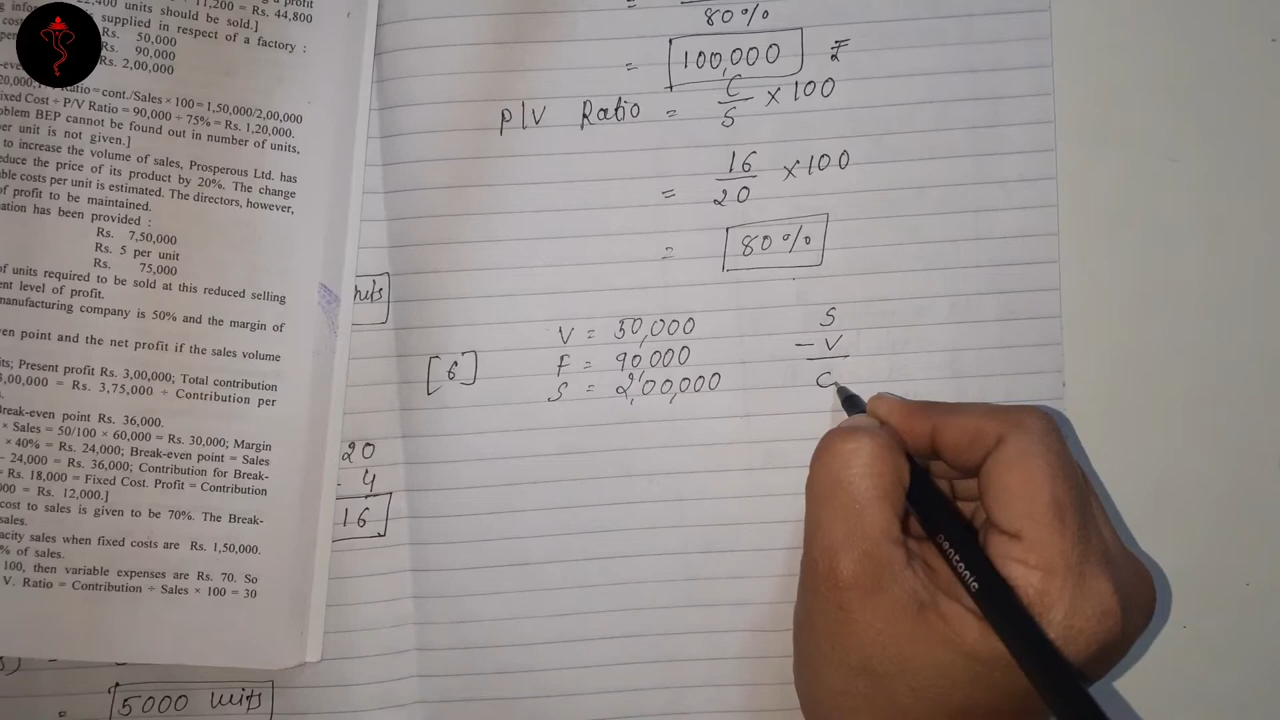 11,200 = Rs. 44,800
22,400 units should be sold.]
supplied in respect of a factory :
Rs. 50,000
Rs. 90,000
Rs. 2,00,000
Ratio = cont./Sales × 100 = 1,50,000/2,00,000
Fixed Cost ÷ P/V Ratio = 90,000 ÷ 75% = Rs. 1,20,000.
problem BEP cannot be found out in number of units,
per unit is not given.]
to increase the volume of sales, Prosperous Ltd. has
reduce the price of its product by 20%. The change
able costs per unit is estimated. The directors, however,
of profit to be maintained.
ation has been provided :
Rs. 7,50,000
Rs. 5 per unit
Rs. 75,000
of units required to be sold at this reduced selling
ent level of profit.
manufacturing company is 50% and the margin of
en point and the net profit if the sales volume
its; Present profit Rs. 3,00,000; Total contribution
3,00,000 = Rs. 3,75,000 ÷ Contribution per
Break-even point Rs. 36,000.
× Sales = 50/100 × 60,000 = Rs. 30,000; Margin
× 40% = Rs. 24,000; Break-even point = Sales
- 24,000 = Rs. 36,000; Contribution for Break-
= Rs. 18,000 = Fixed Cost. Profit = Contribution
000 = Rs. 12,000.]
cost to sales is given to be 70%. The Break-
sales.
acity sales when fixed costs are Rs. 1,50,000.
% of sales.
100, then variable expenses are Rs. 70. So
V. Ratio = Contribution ÷ Sales × 100 = 30
nits
20
- 4
16
= 5000 units
80%
= 100,000 ₹
P/V Ratio = C/S × 100
= 16/20 × 100
= 80%
[6]
V = 50,000
F = 90,000
S = 2,00,000
S
- V
C
pentonic